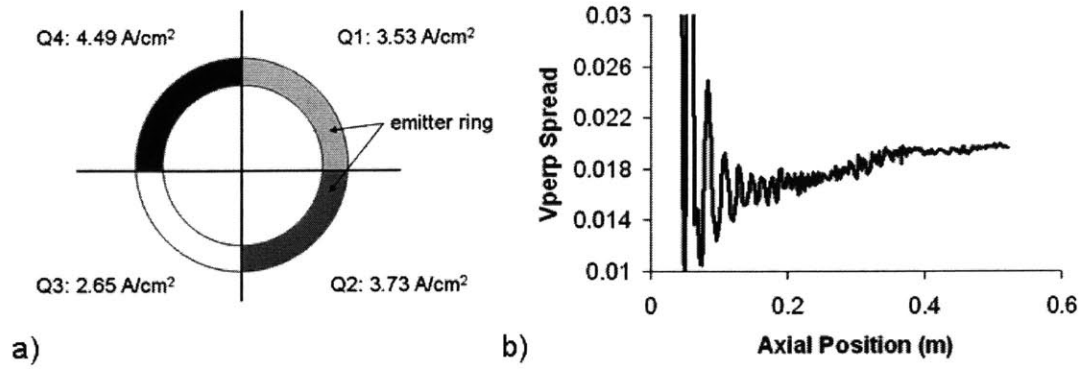 Q4: 4.49 A/cm²
Q1: 3.53 A/cm²
emitter ring
Q3: 2.65 A/cm²
Q2: 3.73 A/cm²
a)
0.03
0.026
0.022
0.018
0.014
0.01
Vperp Spread
0
0.2
0.4
0.6
Axial Position (m)
b)